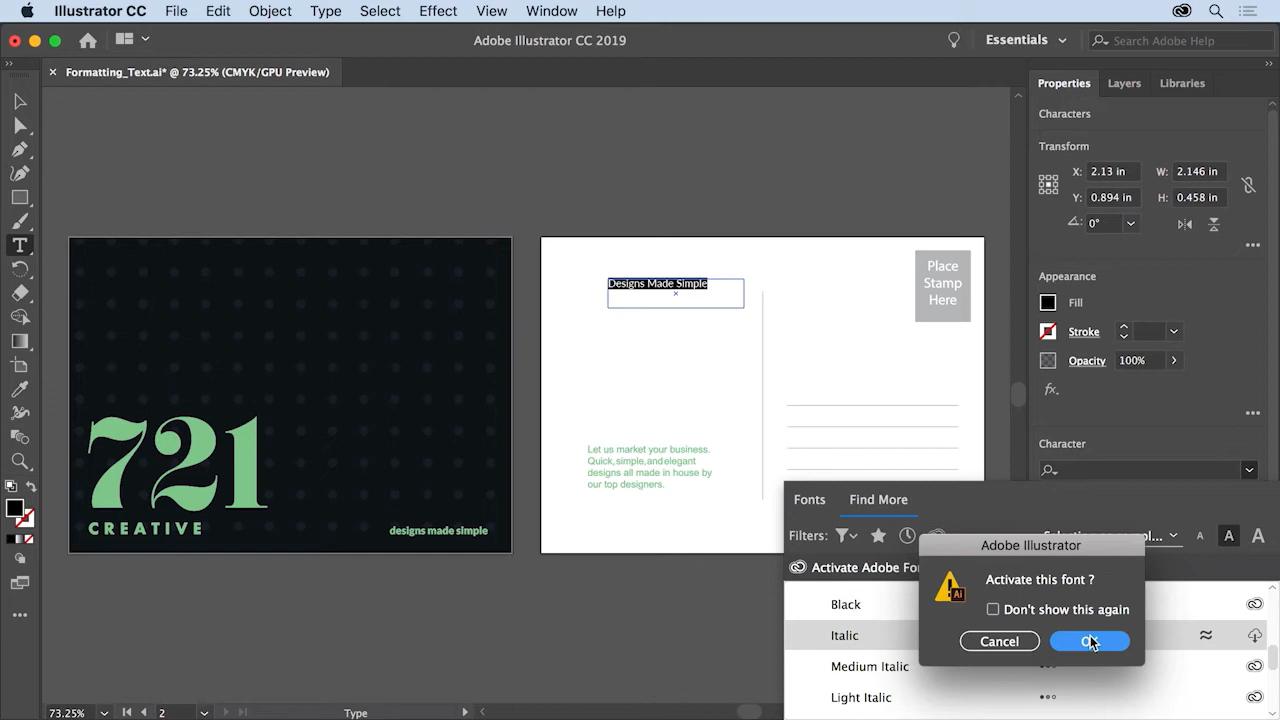 Illustrator CC File Edit Object Type Select Effect View Window Help
Adobe Illustrator CC 2019
Essentials
Search Adobe Help
× Formatting_Text.ai* @ 73.25% (CMYK/GPU Preview)
Properties Layers Libraries
Characters
Transform
X: 2.13 in W: 2.146 in
Y: 0.894 in H: 0.458 in
0°
Appearance
Fill
Stroke
Opacity 100%
fx.
Character
721
CREATIVE
designs made simple
Designs Made Simple
Place
Stamp
Here
Let us market your business.
Quick,simple,andelegant
designs all made in house by
our top designers.
Fonts Find More
Filters:
A A A
Activate Adobe Fon
Black
Italic
Medium Italic
Light Italic
Adobe Illustrator
Ai
Activate this font ?
Don't show this again
Cancel
73.25% 2 Type